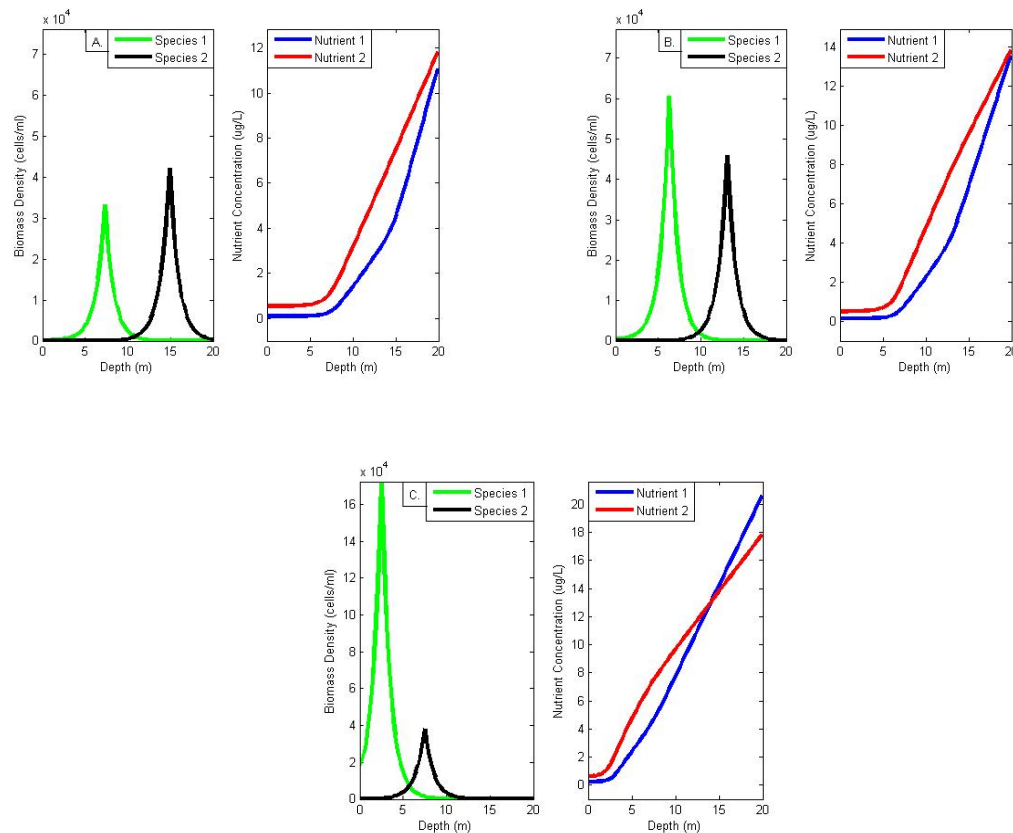 x 10^4
A.
Species 1
Species 2
7
6
5
4
3
2
1
0
0 5 10 15 20
Biomass Density (cells/ml)
Depth (m)
Nutrient 1
Nutrient 2
12
10
8
6
4
2
0
0 5 10 15 20
Nutrient Concentration (ug/L)
Depth (m)
x 10^4
B.
Species 1
Species 2
7
6
5
4
3
2
1
0
0 5 10 15 20
Biomass Density (cells/ml)
Depth (m)
Nutrient 1
Nutrient 2
14
12
10
8
6
4
2
0
0 5 10 15 20
Nutrient Concentration (ug/L)
Depth (m)
x 10^4
C.
Species 1
Species 2
16
14
12
10
8
6
4
2
0
0 5 10 15 20
Biomass Density (cells/ml)
Depth (m)
Nutrient 1
Nutrient 2
20
18
16
14
12
10
8
6
4
2
0
0 5 10 15 20
Nutrient Concentration (ug/L)
Depth (m)